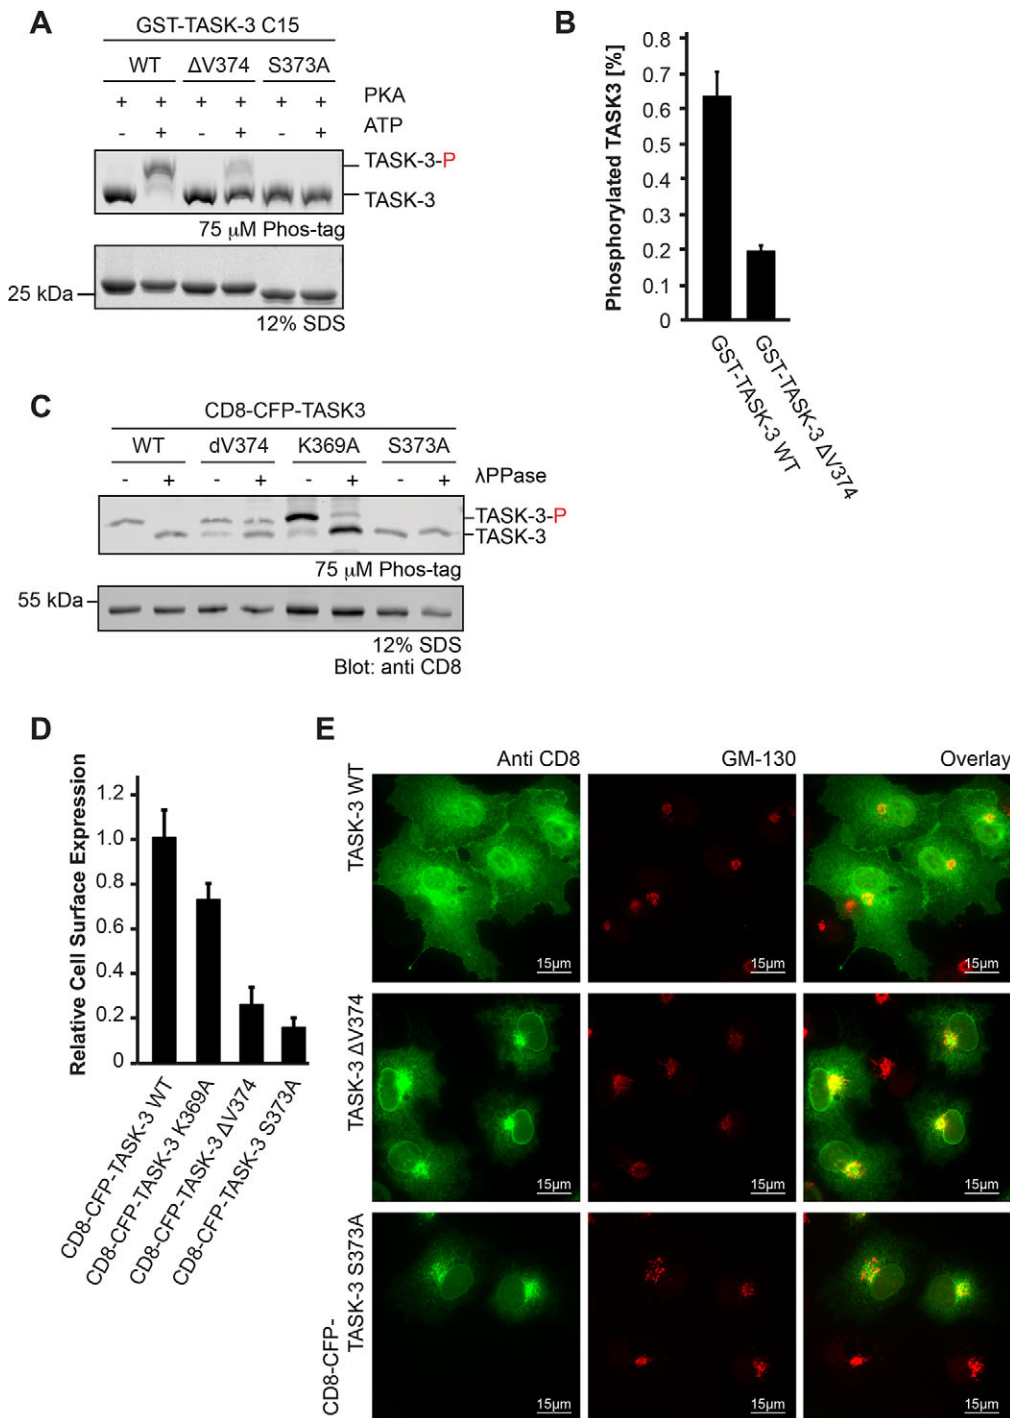 A
GST-TASK-3 C15
WT ΔV374 S373A
+ + + + + + PKA
- + - + - + ATP
TASK-3-P
TASK-3
75 μM Phos-tag
25 kDa
12% SDS
B
Phosphorylated TASK3 [%]
0.8
0.7
0.6
0.5
0.4
0.3
0.2
0.1
0
GST-TASK-3 WT
GST-TASK-3 ΔV374
C
CD8-CFP-TASK3
WT dV374 K369A S373A
- + - + - + - + λPPase
TASK-3-P
TASK-3
75 μM Phos-tag
55 kDa
12% SDS
Blot: anti CD8
D
Relative Cell Surface Expression
1.2
1.0
0.8
0.6
0.4
0.2
0
CD8-CFP-TASK-3 WT
CD8-CFP-TASK-3 K369A
CD8-CFP-TASK-3 ΔV374
CD8-CFP-TASK-3 S373A
E
Anti CD8 GM-130 Overlay
TASK-3 WT
15μm 15μm 15μm
TASK-3 ΔV374
15μm 15μm 15μm
CD8-CFP-
TASK-3 S373A
15μm 15μm 15μm